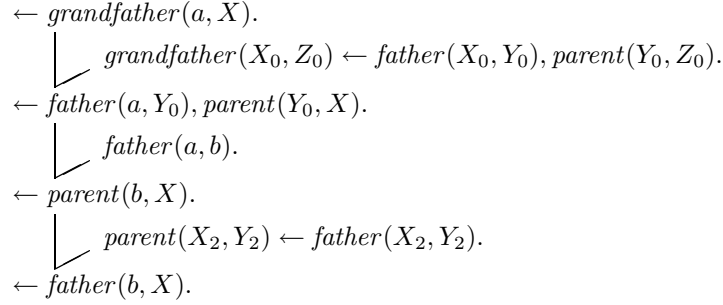 ← grandfather(a, X).
grandfather(X₀, Z₀) ← father(X₀, Y₀), parent(Y₀, Z₀).
← father(a, Y₀), parent(Y₀, X).
father(a, b).
← parent(b, X).
parent(X₂, Y₂) ← father(X₂, Y₂).
← father(b, X).